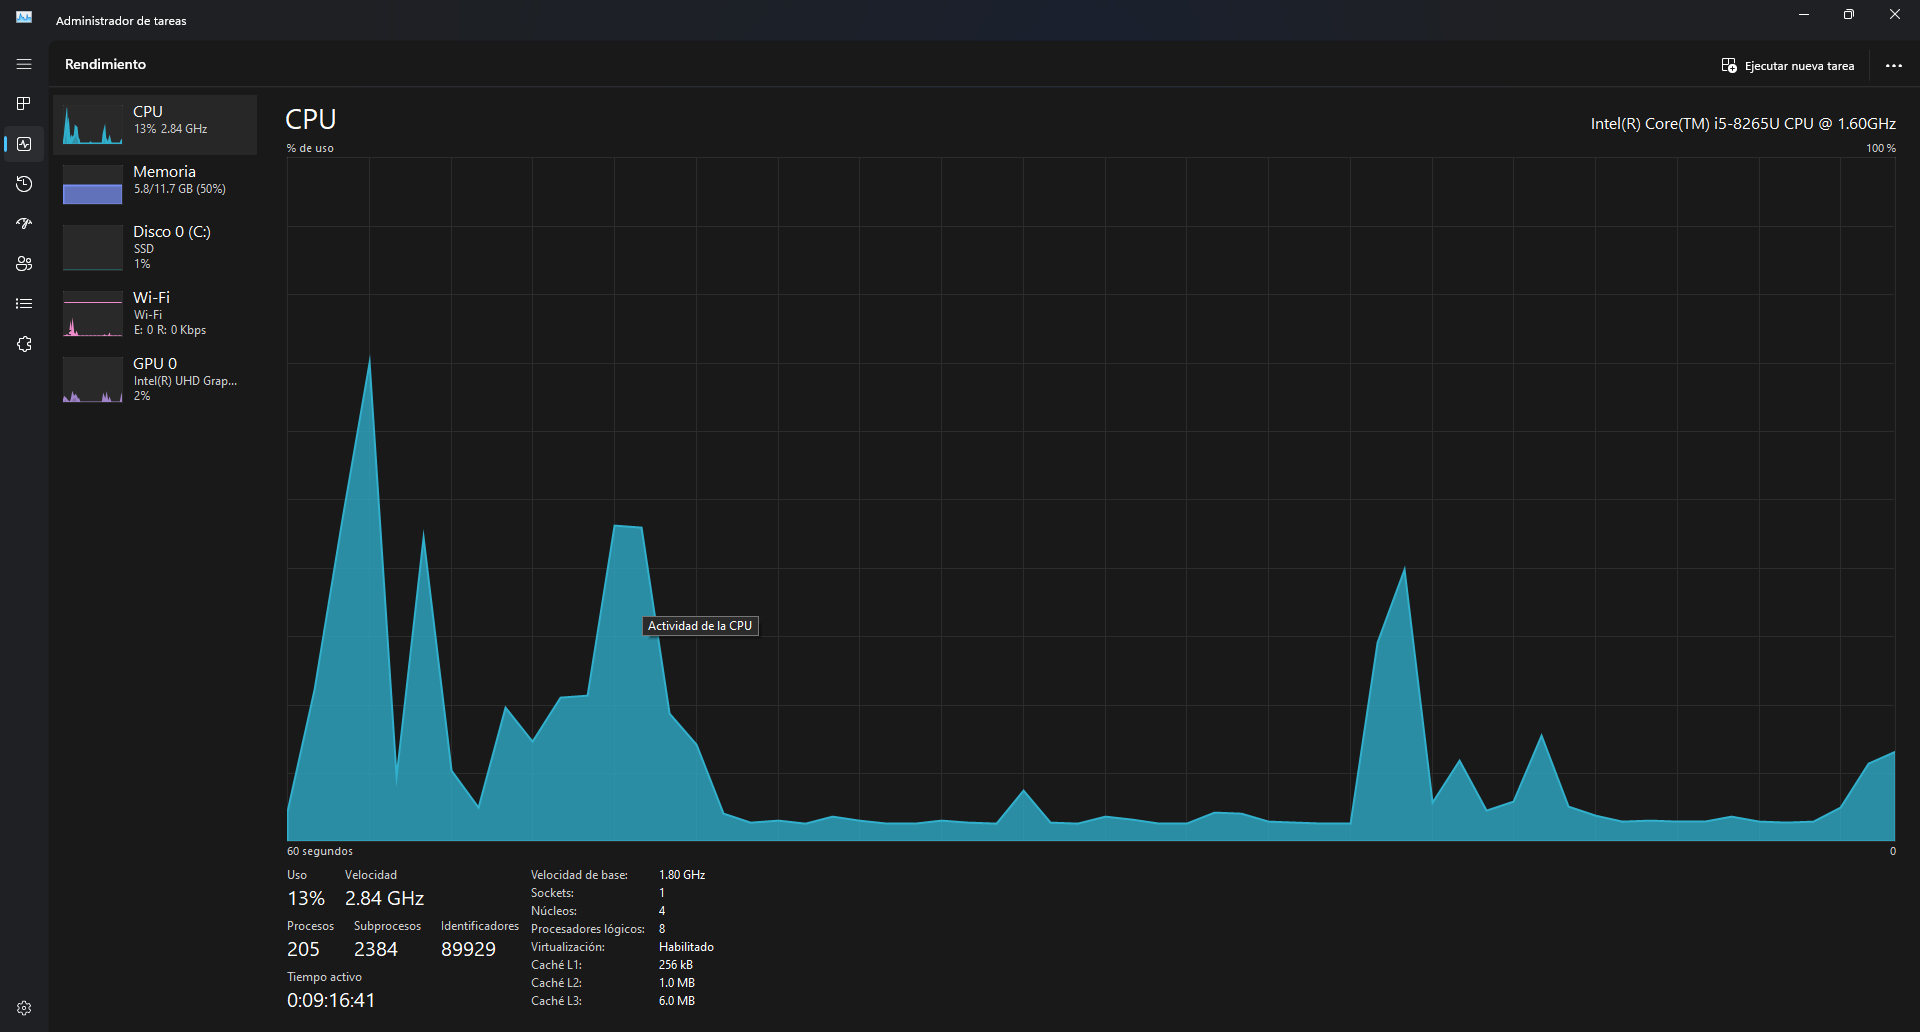 Administrador de tareas
Rendimiento
Ejecutar nueva tarea
CPU
13% 2.84 GHz
Memoria
5.8/11.7 GB (50%)
Disco 0 (C:)
SSD
1%
Wi-Fi
Wi-Fi
E: 0 R: 0 Kbps
GPU 0
Intel(R) UHD Grap...
2%
CPU
Intel(R) Core(TM) i5-8265U CPU @ 1.60GHz
% de uso
100 %
Actividad de la CPU
60 segundos
0
Uso
13%
Velocidad
2.84 GHz
Procesos
205
Subprocesos
2384
Identificadores
89929
Tiempo activo
0:09:16:41
Velocidad de base: 1.80 GHz
Sockets: 1
Núcleos: 4
Procesadores lógicos: 8
Virtualización: Habilitado
Caché L1: 256 kB
Caché L2: 1.0 MB
Caché L3: 6.0 MB